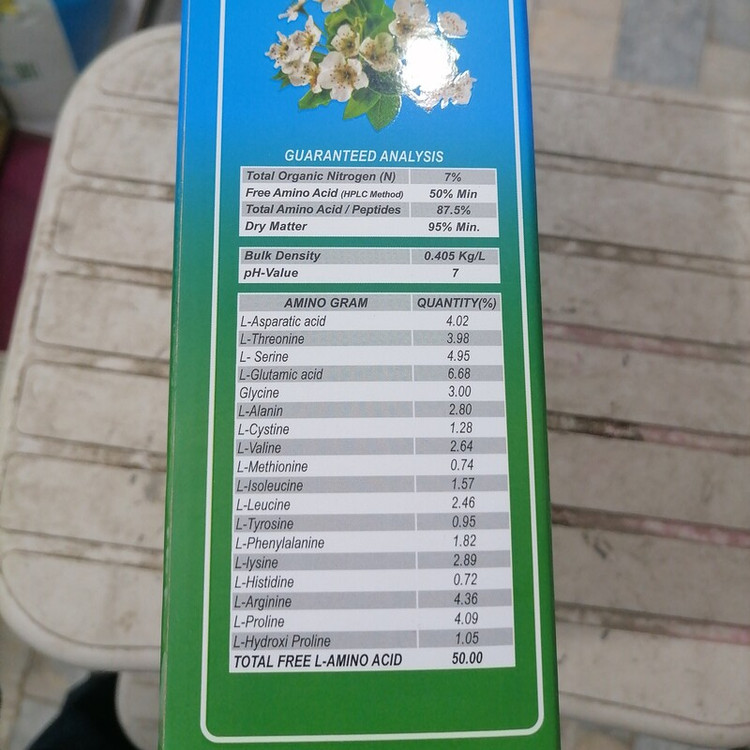 GUARANTEED ANALYSIS
Total Organic Nitrogen (N) 7%
Free Amino Acid (HPLC Method) 50% Min
Total Amino Acid / Peptides 87.5%
Dry Matter 95% Min.
Bulk Density 0.405 Kg/L
pH-Value 7
AMINO GRAM QUANTITY(%)
L-Asparatic acid 4.02
L-Threonine 3.98
L- Serine 4.95
L-Glutamic acid 6.68
Glycine 3.00
L-Alanin 2.80
L-Cystine 1.28
L-Valine 2.64
L-Methionine 0.74
L-Isoleucine 1.57
L-Leucine 2.46
L-Tyrosine 0.95
L-Phenylalanine 1.82
L-lysine 2.89
L-Histidine 0.72
L-Arginine 4.36
L-Proline 4.09
L-Hydroxi Proline 1.05
TOTAL FREE L-AMINO ACID 50.00